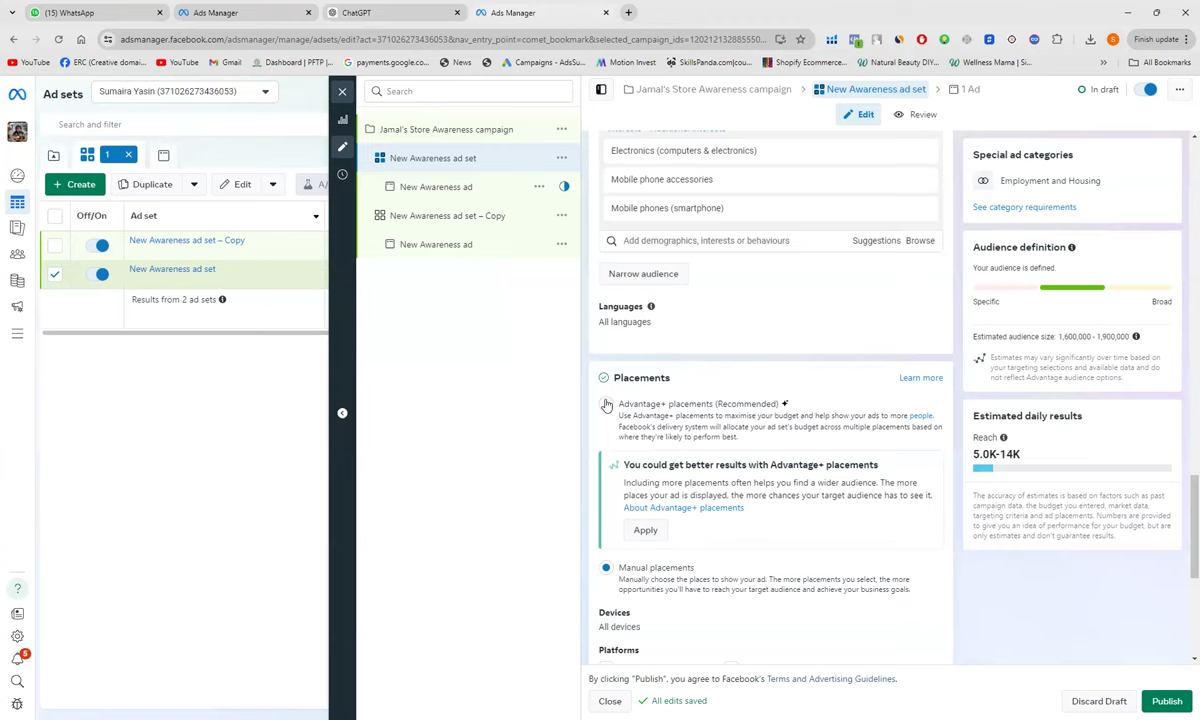 (15) WhatsApp
Ads Manager
ChatGPT
Ads Manager
adsmanager.facebook.com/adsmanager/manage/adsets/edit?act=371026273436053&nav_entry_point=comet_bookmark&selected_campaign_ids=120212132885550...
Finish update
YouTube
ERC (Creative domai...
YouTube
Gmail
Dashboard | PFTP |...
payments.google.co...
News
Campaigns - AdsSu...
Motion Invest
SkillsPanda.com|cou...
Shopify Ecommerc...
Natural Beauty DIY...
Wellness Mama | Si...
All Bookmarks
Ad sets
Sumaira Yasin (371026273436053)
Search and filter
1
Create
Duplicate
Edit
A/
Off/On
Ad set
New Awareness ad set – Copy
New Awareness ad set
Results from 2 ad sets
5
Search
Jamal's Store Awareness campaign
New Awareness ad set
New Awareness ad
New Awareness ad set – Copy
New Awareness ad
Jamal's Store Awareness campaign
New Awareness ad set
1 Ad
In draft
Edit
Review
Electronics (computers & electronics)
Mobile phone accessories
Mobile phones (smartphone)
Add demographics, interests or behaviours
Suggestions
Browse
Narrow audience
Languages
All languages
Placements
Learn more
Advantage+ placements (Recommended)
Use Advantage+ placements to maximise your budget and help show your ads to more people.
Facebook's delivery system will allocate your ad set's budget across multiple placements based on
where they're likely to perform best.
You could get better results with Advantage+ placements
Including more placements often helps you find a wider audience. The more
places your ad is displayed, the more chances your target audience has to see it.
About Advantage+ placements
Apply
Manual placements
Manually choose the places to show your ad. The more placements you select, the more
opportunities you'll have to reach your target audience and achieve your business goals.
Devices
All devices
Platforms
Special ad categories
Employment and Housing
See category requirements
Audience definition
Your audience is defined.
Specific
Broad
Estimated audience size: 1,600,000 - 1,900,000
Estimates may vary significantly over time based on
your targeting selections and available data and do
not reflect Advantage audience options.
Estimated daily results
Reach
5.0K-14K
The accuracy of estimates is based on factors such as past
campaign data, the budget you entered, market data,
targeting criteria and ad placements. Numbers are provided
to give you an idea of performance for your budget, but are
only estimates and don't guarantee results.
By clicking "Publish", you agree to Facebook's Terms and Advertising Guidelines.
Close
All edits saved
Discard Draft
Publish